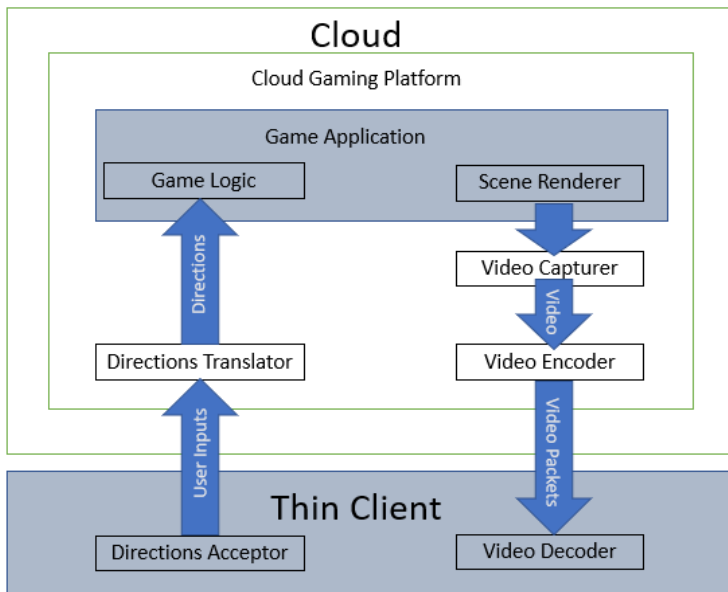 Cloud
Cloud Gaming Platform
Game Application
Game Logic
Scene Renderer
Directions
Video Capturer
Video
Directions Translator
Video Encoder
User Inputs
Video Packets
Thin Client
Directions Acceptor
Video Decoder